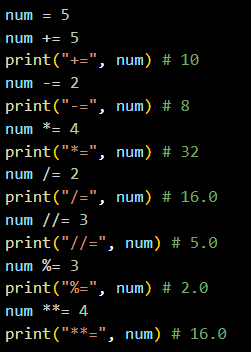 num = 5
num += 5
print("+=", num) # 10
num -= 2
print("-=", num) # 8
num *= 4
print("*=", num) # 32
num /= 2
print("/=", num) # 16.0
num //= 3
print("//=", num) # 5.0
num %= 3
print("%=", num) # 2.0
num **= 4
print("**=", num) # 16.0